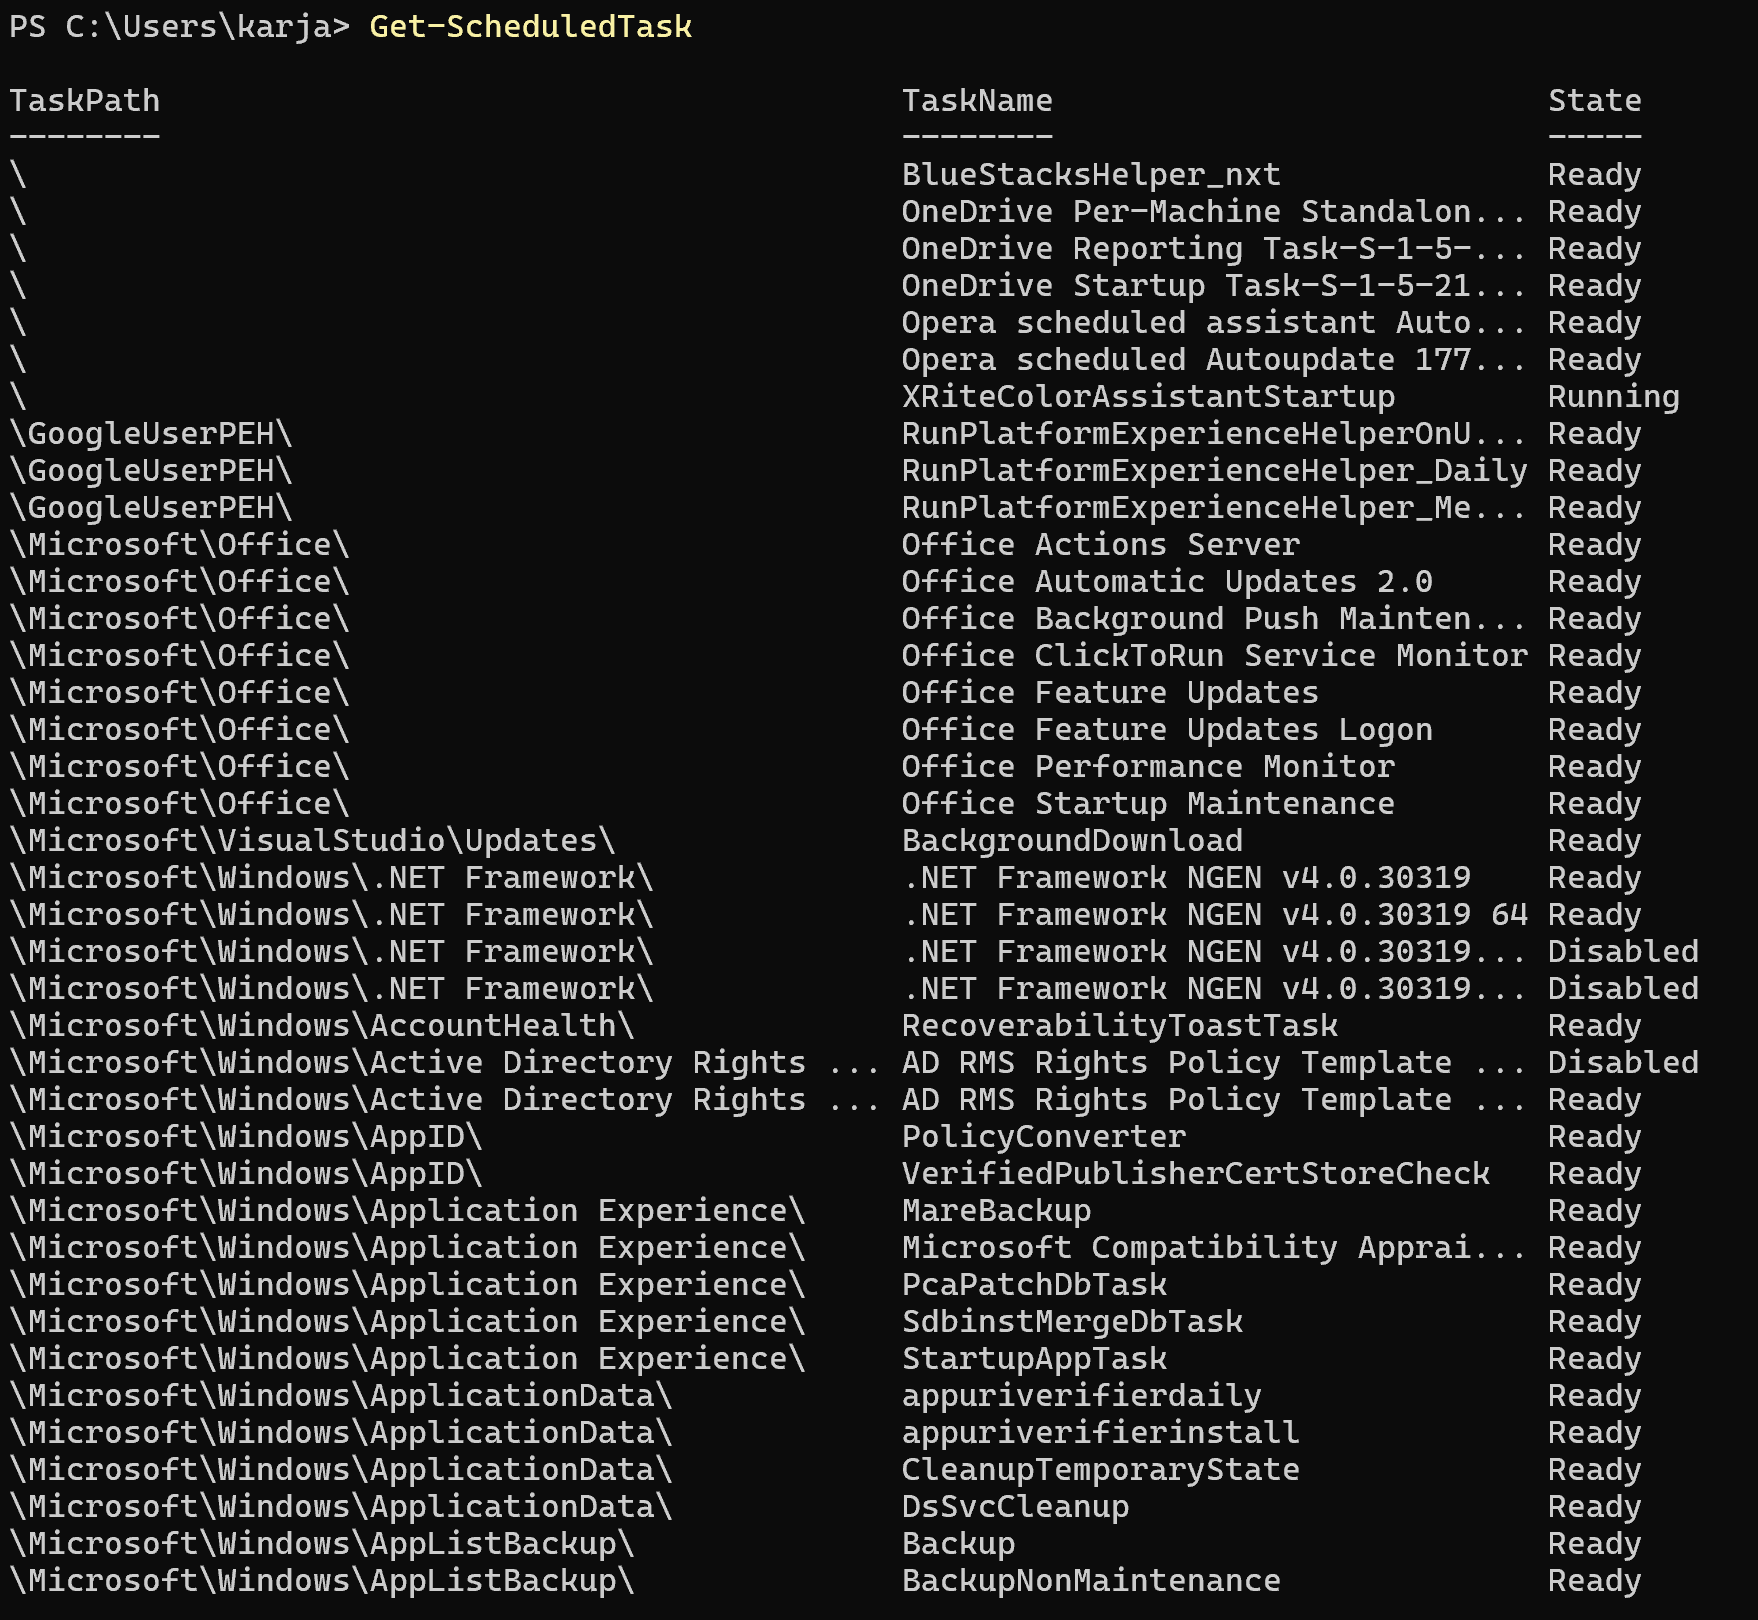 PS C:\Users\karja> Get-ScheduledTask
TaskPath TaskName State
-------- -------- -----
\ BlueStacksHelper_nxt Ready
\ OneDrive Per-Machine Standalon... Ready
\ OneDrive Reporting Task-S-1-5-... Ready
\ OneDrive Startup Task-S-1-5-21... Ready
\ Opera scheduled assistant Auto... Ready
\ Opera scheduled Autoupdate 177... Ready
\ XRiteColorAssistantStartup Running
\GoogleUserPEH\ RunPlatformExperienceHelperOnU... Ready
\GoogleUserPEH\ RunPlatformExperienceHelper_Daily Ready
\GoogleUserPEH\ RunPlatformExperienceHelper_Me... Ready
\Microsoft\Office\ Office Actions Server Ready
\Microsoft\Office\ Office Automatic Updates 2.0 Ready
\Microsoft\Office\ Office Background Push Mainten... Ready
\Microsoft\Office\ Office ClickToRun Service Monitor Ready
\Microsoft\Office\ Office Feature Updates Ready
\Microsoft\Office\ Office Feature Updates Logon Ready
\Microsoft\Office\ Office Performance Monitor Ready
\Microsoft\Office\ Office Startup Maintenance Ready
\Microsoft\VisualStudio\Updates\ BackgroundDownload Ready
\Microsoft\Windows\.NET Framework\ .NET Framework NGEN v4.0.30319 Ready
\Microsoft\Windows\.NET Framework\ .NET Framework NGEN v4.0.30319 64 Ready
\Microsoft\Windows\.NET Framework\ .NET Framework NGEN v4.0.30319... Disabled
\Microsoft\Windows\.NET Framework\ .NET Framework NGEN v4.0.30319... Disabled
\Microsoft\Windows\AccountHealth\ RecoverabilityToastTask Ready
\Microsoft\Windows\Active Directory Rights ... AD RMS Rights Policy Template ... Disabled
\Microsoft\Windows\Active Directory Rights ... AD RMS Rights Policy Template ... Ready
\Microsoft\Windows\AppID\ PolicyConverter Ready
\Microsoft\Windows\AppID\ VerifiedPublisherCertStoreCheck Ready
\Microsoft\Windows\Application Experience\ MareBackup Ready
\Microsoft\Windows\Application Experience\ Microsoft Compatibility Apprai... Ready
\Microsoft\Windows\Application Experience\ PcaPatchDbTask Ready
\Microsoft\Windows\Application Experience\ SdbinstMergeDbTask Ready
\Microsoft\Windows\Application Experience\ StartupAppTask Ready
\Microsoft\Windows\ApplicationData\ appuriverifierdaily Ready
\Microsoft\Windows\ApplicationData\ appuriverifierinstall Ready
\Microsoft\Windows\ApplicationData\ CleanupTemporaryState Ready
\Microsoft\Windows\ApplicationData\ DsSvcCleanup Ready
\Microsoft\Windows\AppListBackup\ Backup Ready
\Microsoft\Windows\AppListBackup\ BackupNonMaintenance Ready